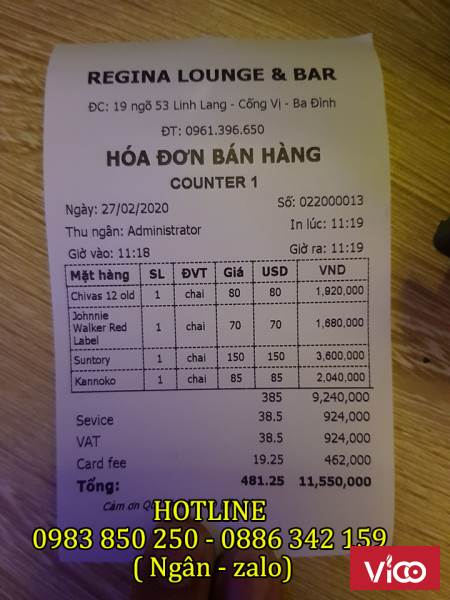 REGINA LOUNGE & BAR
ĐC: 19 ngõ 53 Linh Lang - Cống Vị - Ba Đình
ĐT: 0961.396.650
HÓA ĐƠN BÁN HÀNG
COUNTER 1
Ngày: 27/02/2020 Số: 022000013
Thu ngân: Administrator In lúc: 11:19
Giờ vào: 11:18 Giờ ra: 11:19
Mặt hàng SL ĐVT Giá USD VND
Chivas 12 old 1 chai 80 80 1,920,000
Johnnie Walker Red Label 1 chai 70 70 1,680,000
Suntory 1 chai 150 150 3,600,000
Kannoko 1 chai 85 85 2,040,000
385 9,240,000
Sevice 38.5 924,000
VAT 38.5 924,000
Card fee 19.25 462,000
Tổng: 481.25 11,550,000
Cảm ơn
HOTLINE
0983 850 250 - 0886 342 159
( Ngân - zalo)
Vico